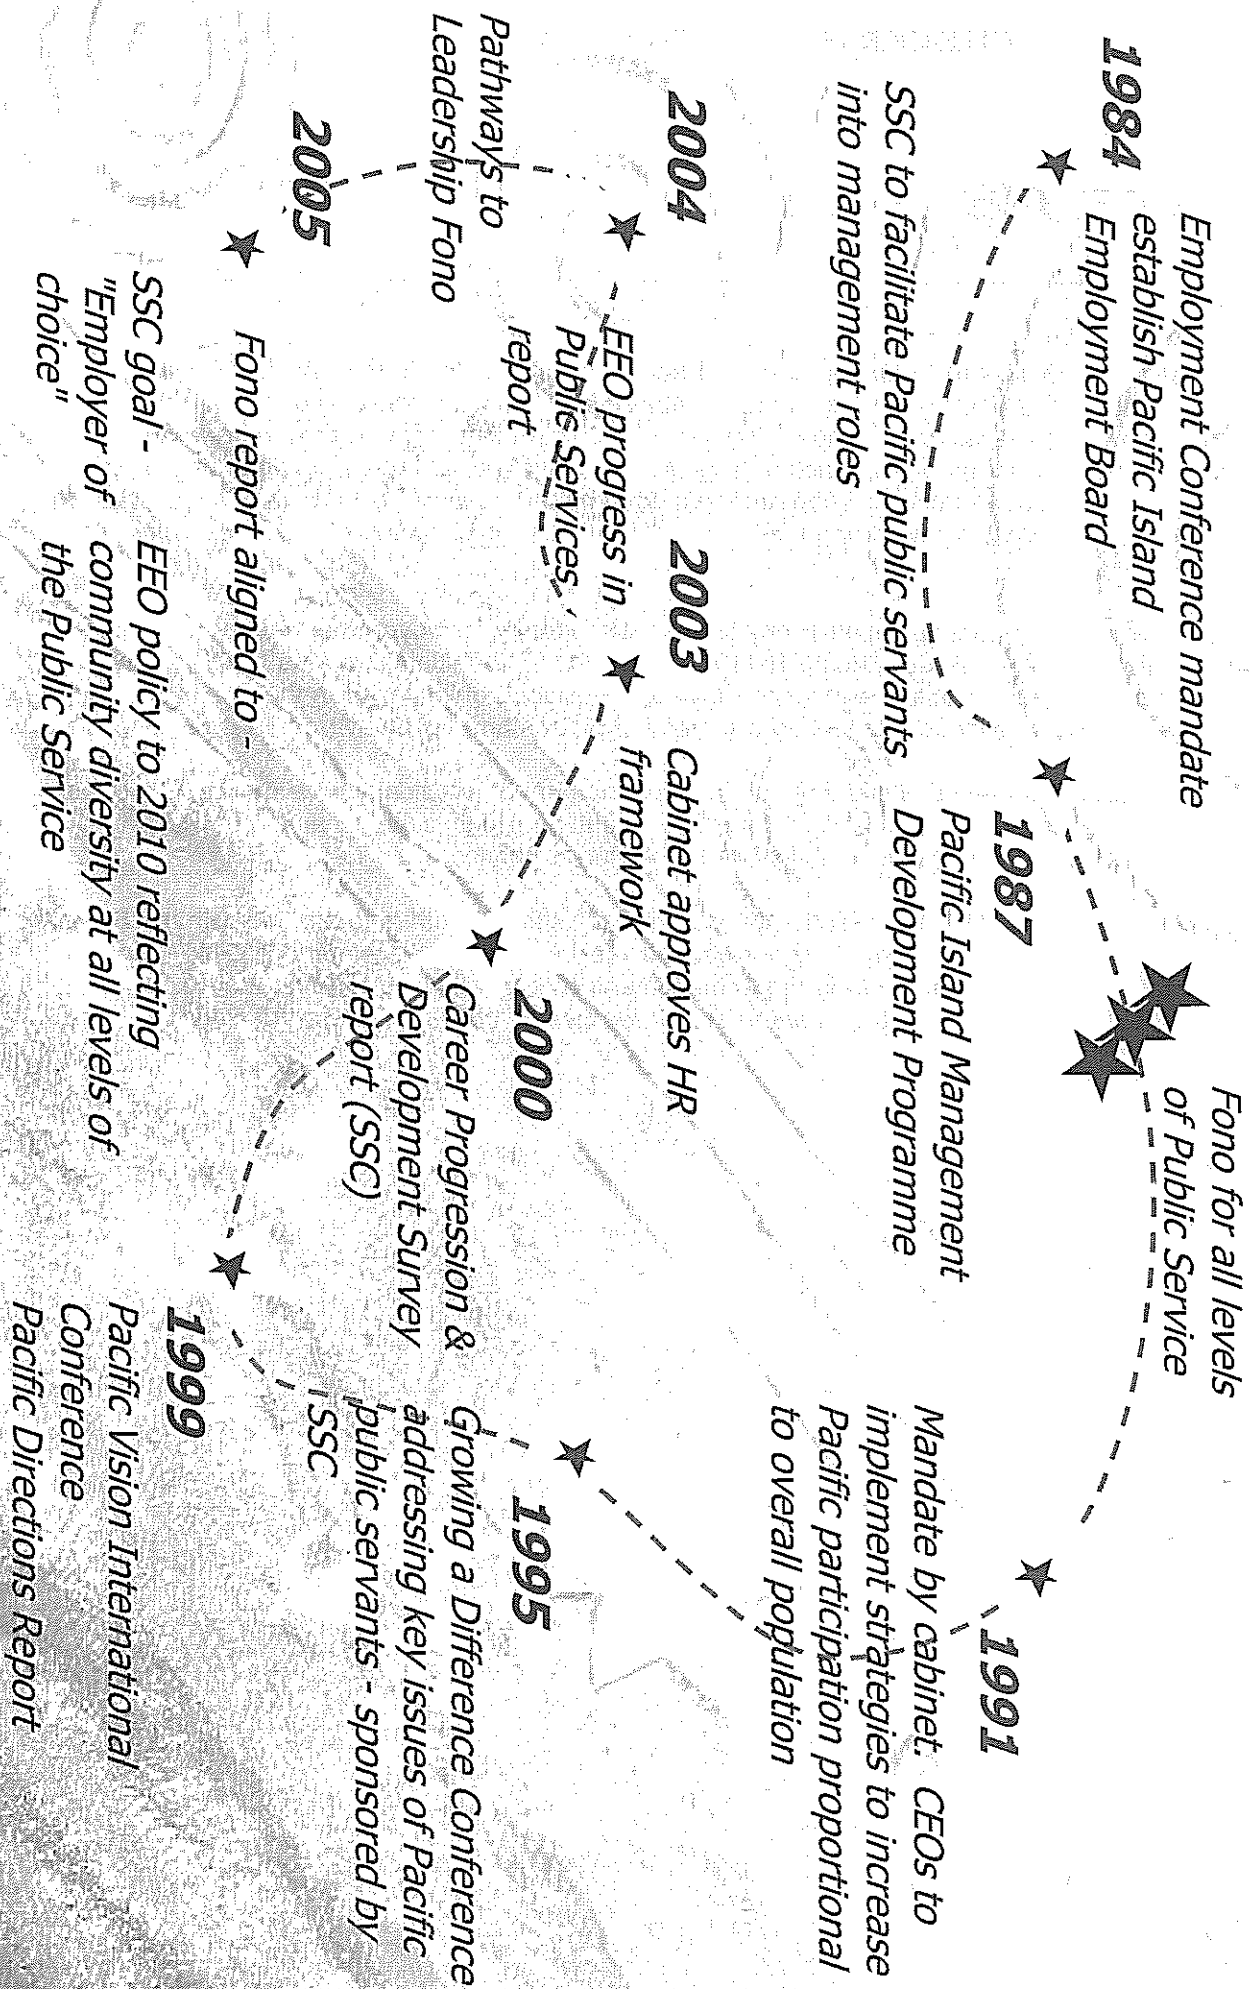 1984
Employment Conference mandate
establish Pacific Island
Employment Board
SSC to facilitate Pacific public servants
into management roles
1987
Pacific Island Management
Development Programme
Fono for all levels
of Public Service
1991
Mandate by cabinet. CEOs to
implement strategies to increase
Pacific participation proportional
to overall population
1995
Growing a Difference Conference
addressing key issues of Pacific
public servants - sponsored by
SSC
1999
Pacific Vision International
Conference
Pacific Directions Report
2000
Career Progression &
Development Survey
report (SSC)
2003
Cabinet approves HR
framework
2004
EEO progress in
Public Services
report
Pathways to
Leadership Fono
2005
Fono report aligned to -
SSC goal -
"Employer of
choice"
EEO policy to 2010 reflecting
community diversity at all levels of
the Public Service